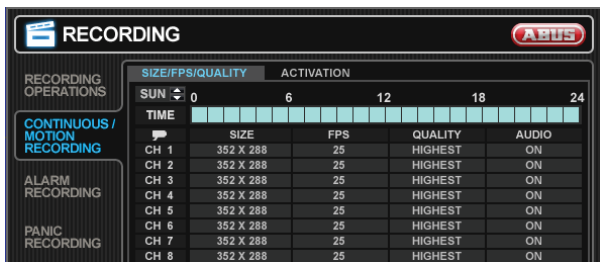 RECORDING
ABUS
RECORDING
OPERATIONS
CONTINUOUS /
MOTION
RECORDING
ALARM
RECORDING
PANIC
RECORDING
SIZE/FPS/QUALITY ACTIVATION
SUN 0 6 12 18 24
TIME
SIZE FPS QUALITY AUDIO
CH 1 352 X 288 25 HIGHEST ON
CH 2 352 X 288 25 HIGHEST ON
CH 3 352 X 288 25 HIGHEST ON
CH 4 352 X 288 25 HIGHEST ON
CH 5 352 X 288 25 HIGHEST ON
CH 6 352 X 288 25 HIGHEST ON
CH 7 352 X 288 25 HIGHEST ON
CH 8 352 X 288 25 HIGHEST ON